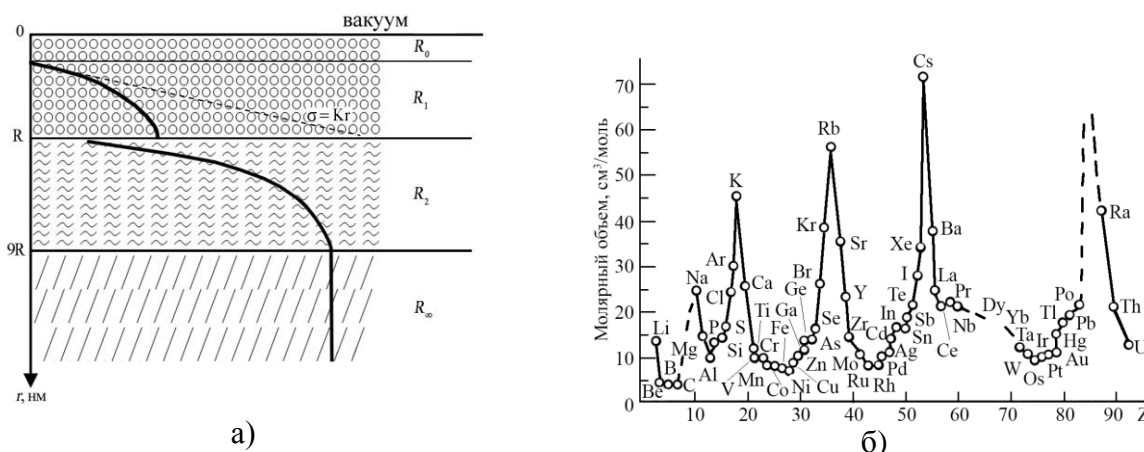 вакуум
0
R₀
R₁
σ=Kr
R
R₂
9R
R∞
r, нм
а)
Молярный объем, см³/моль
70
60
50
40
30
20
10
0
10 20 30 40 50 60 70 80 90 Z
Li
Be
B
C
Na
Mg
Al
P
Si
S
Cl
Ar
K
Ca
Ti
V
Cr
Mn
Fe
Co
Ni
Cu
Zn
Ga
Ge
As
Se
Br
Kr
Rb
Sr
Y
Zr
Mo
Ru
Rh
Pd
Ag
Cd
In
Sn
Sb
Te
I
Xe
Cs
Ba
La
Ce
Pr
Nb
Dy
Yb
Ta
W
Os
Ir
Pt
Au
Hg
Tl
Pb
Po
Ra
Th
U
б)